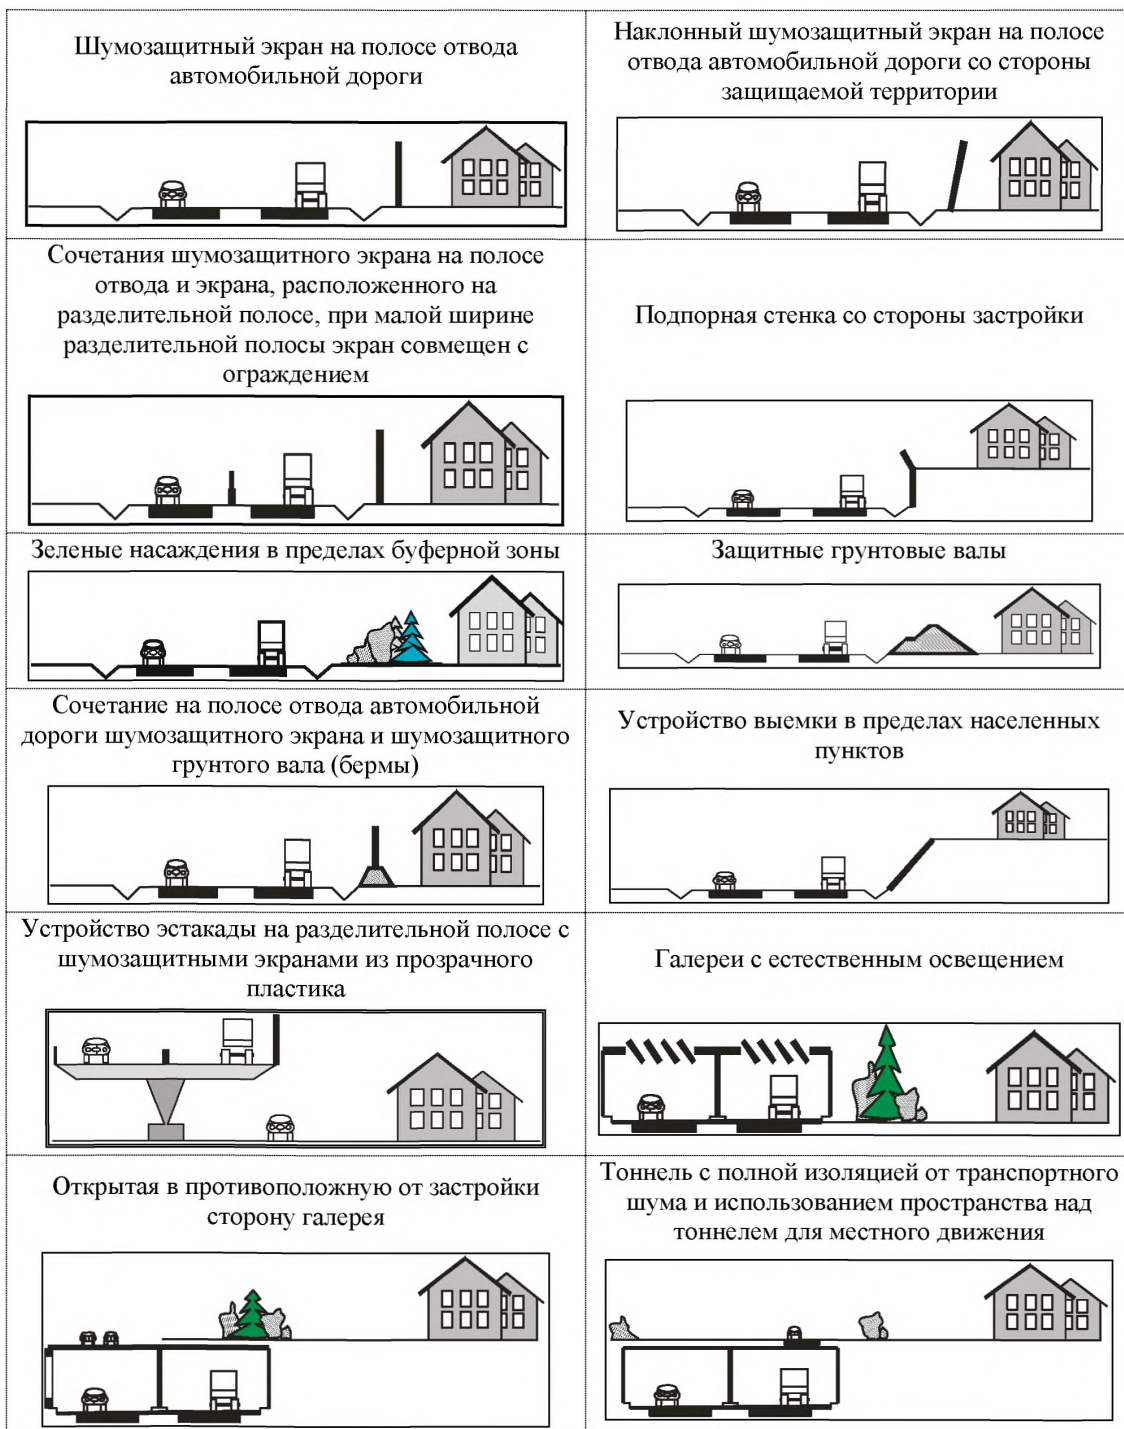 Шумозащитный экран на полосе отвода
автомобильной дороги
Наклонный шумозащитный экран на полосе
отвода автомобильной дороги со стороны
защищаемой территории
Сочетания шумозащитного экрана на полосе
отвода и экрана, расположенного на
разделительной полосе, при малой ширине
разделительной полосы экран совмещен с
ограждением
Подпорная стенка со стороны застройки
Зеленые насаждения в пределах буферной зоны
Защитные грунтовые валы
Сочетание на полосе отвода автомобильной
дороги шумозащитного экрана и шумозащитного
грунтого вала (бермы)
Устройство выемки в пределах населенных
пунктов
Устройство эстакады на разделительной полосе с
шумозащитными экранами из прозрачного
пластика
Галереи с естественным освещением
Открытая в противоположную от застройки
сторону галерея
Тоннель с полной изоляцией от транспортного
шума и использованием пространства над
тоннелем для местного движения